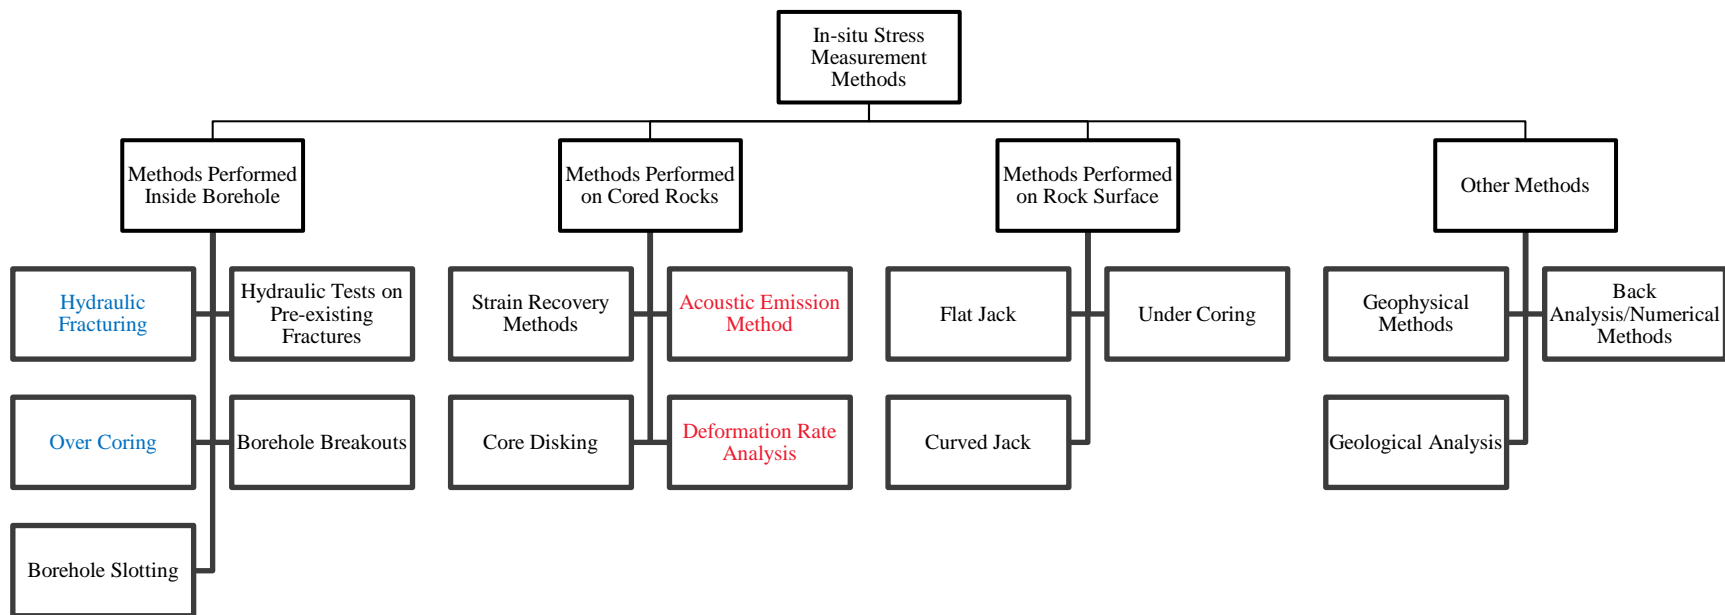 In-situ Stress
Measurement
Methods
Methods Performed
Inside Borehole
Methods Performed
on Cored Rocks
Methods Performed
on Rock Surface
Other Methods
Hydraulic
Fracturing
Hydraulic Tests on
Pre-existing
Fractures
Strain Recovery
Methods
Acoustic Emission
Method
Flat Jack
Under Coring
Geophysical
Methods
Back
Analysis/Numerical
Methods
Over Coring
Borehole Breakouts
Core Disking
Deformation Rate
Analysis
Curved Jack
Geological Analysis
Borehole Slotting